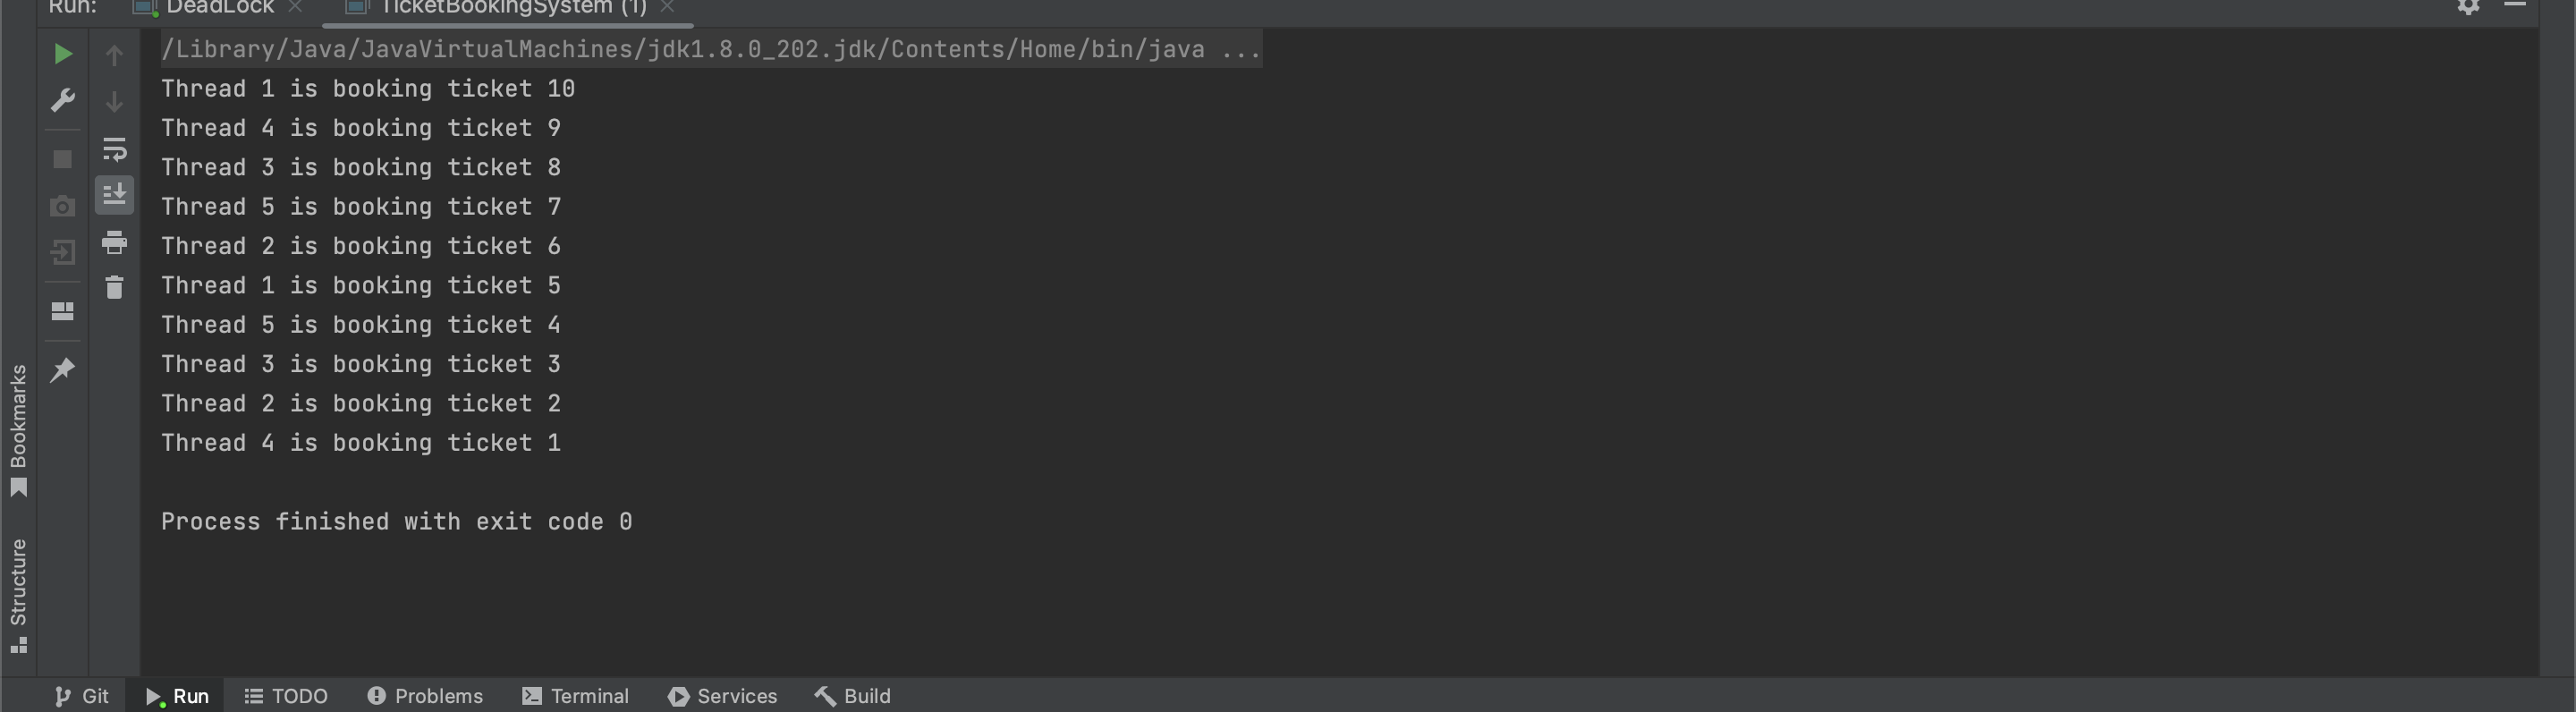 Run: DeadLock TicketBookingSystem (1)
/Library/Java/JavaVirtualMachines/jdk1.8.0_202.jdk/Contents/Home/bin/java ...
Thread 1 is booking ticket 10
Thread 4 is booking ticket 9
Thread 3 is booking ticket 8
Thread 5 is booking ticket 7
Thread 2 is booking ticket 6
Thread 1 is booking ticket 5
Thread 5 is booking ticket 4
Thread 3 is booking ticket 3
Thread 2 is booking ticket 2
Thread 4 is booking ticket 1
Process finished with exit code 0
Bookmarks
Structure
Git Run TODO Problems Terminal Services Build